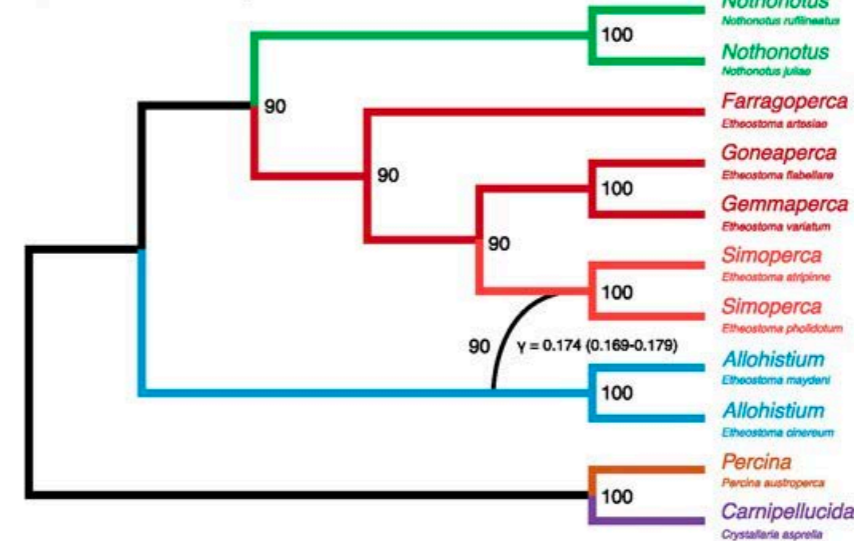 Nothonotus
Nothonotus rufilineatus
100
Nothonotus
Nothonotus juliae
Farragoperca
Etheostoma artesiae
90
Goneaperca
Etheostoma flabellare
90
100
Gemmaperca
Etheostoma variatum
90
Simoperca
Etheostoma atripinne
100
Simoperca
Etheostoma pholidotum
90 γ = 0.174 (0.169-0.179)
Allohistium
Etheostoma maydeni
100
Allohistium
Etheostoma cinereum
Percina
Percina austroperca
100
Carnipellucida
Crystallaria asprella